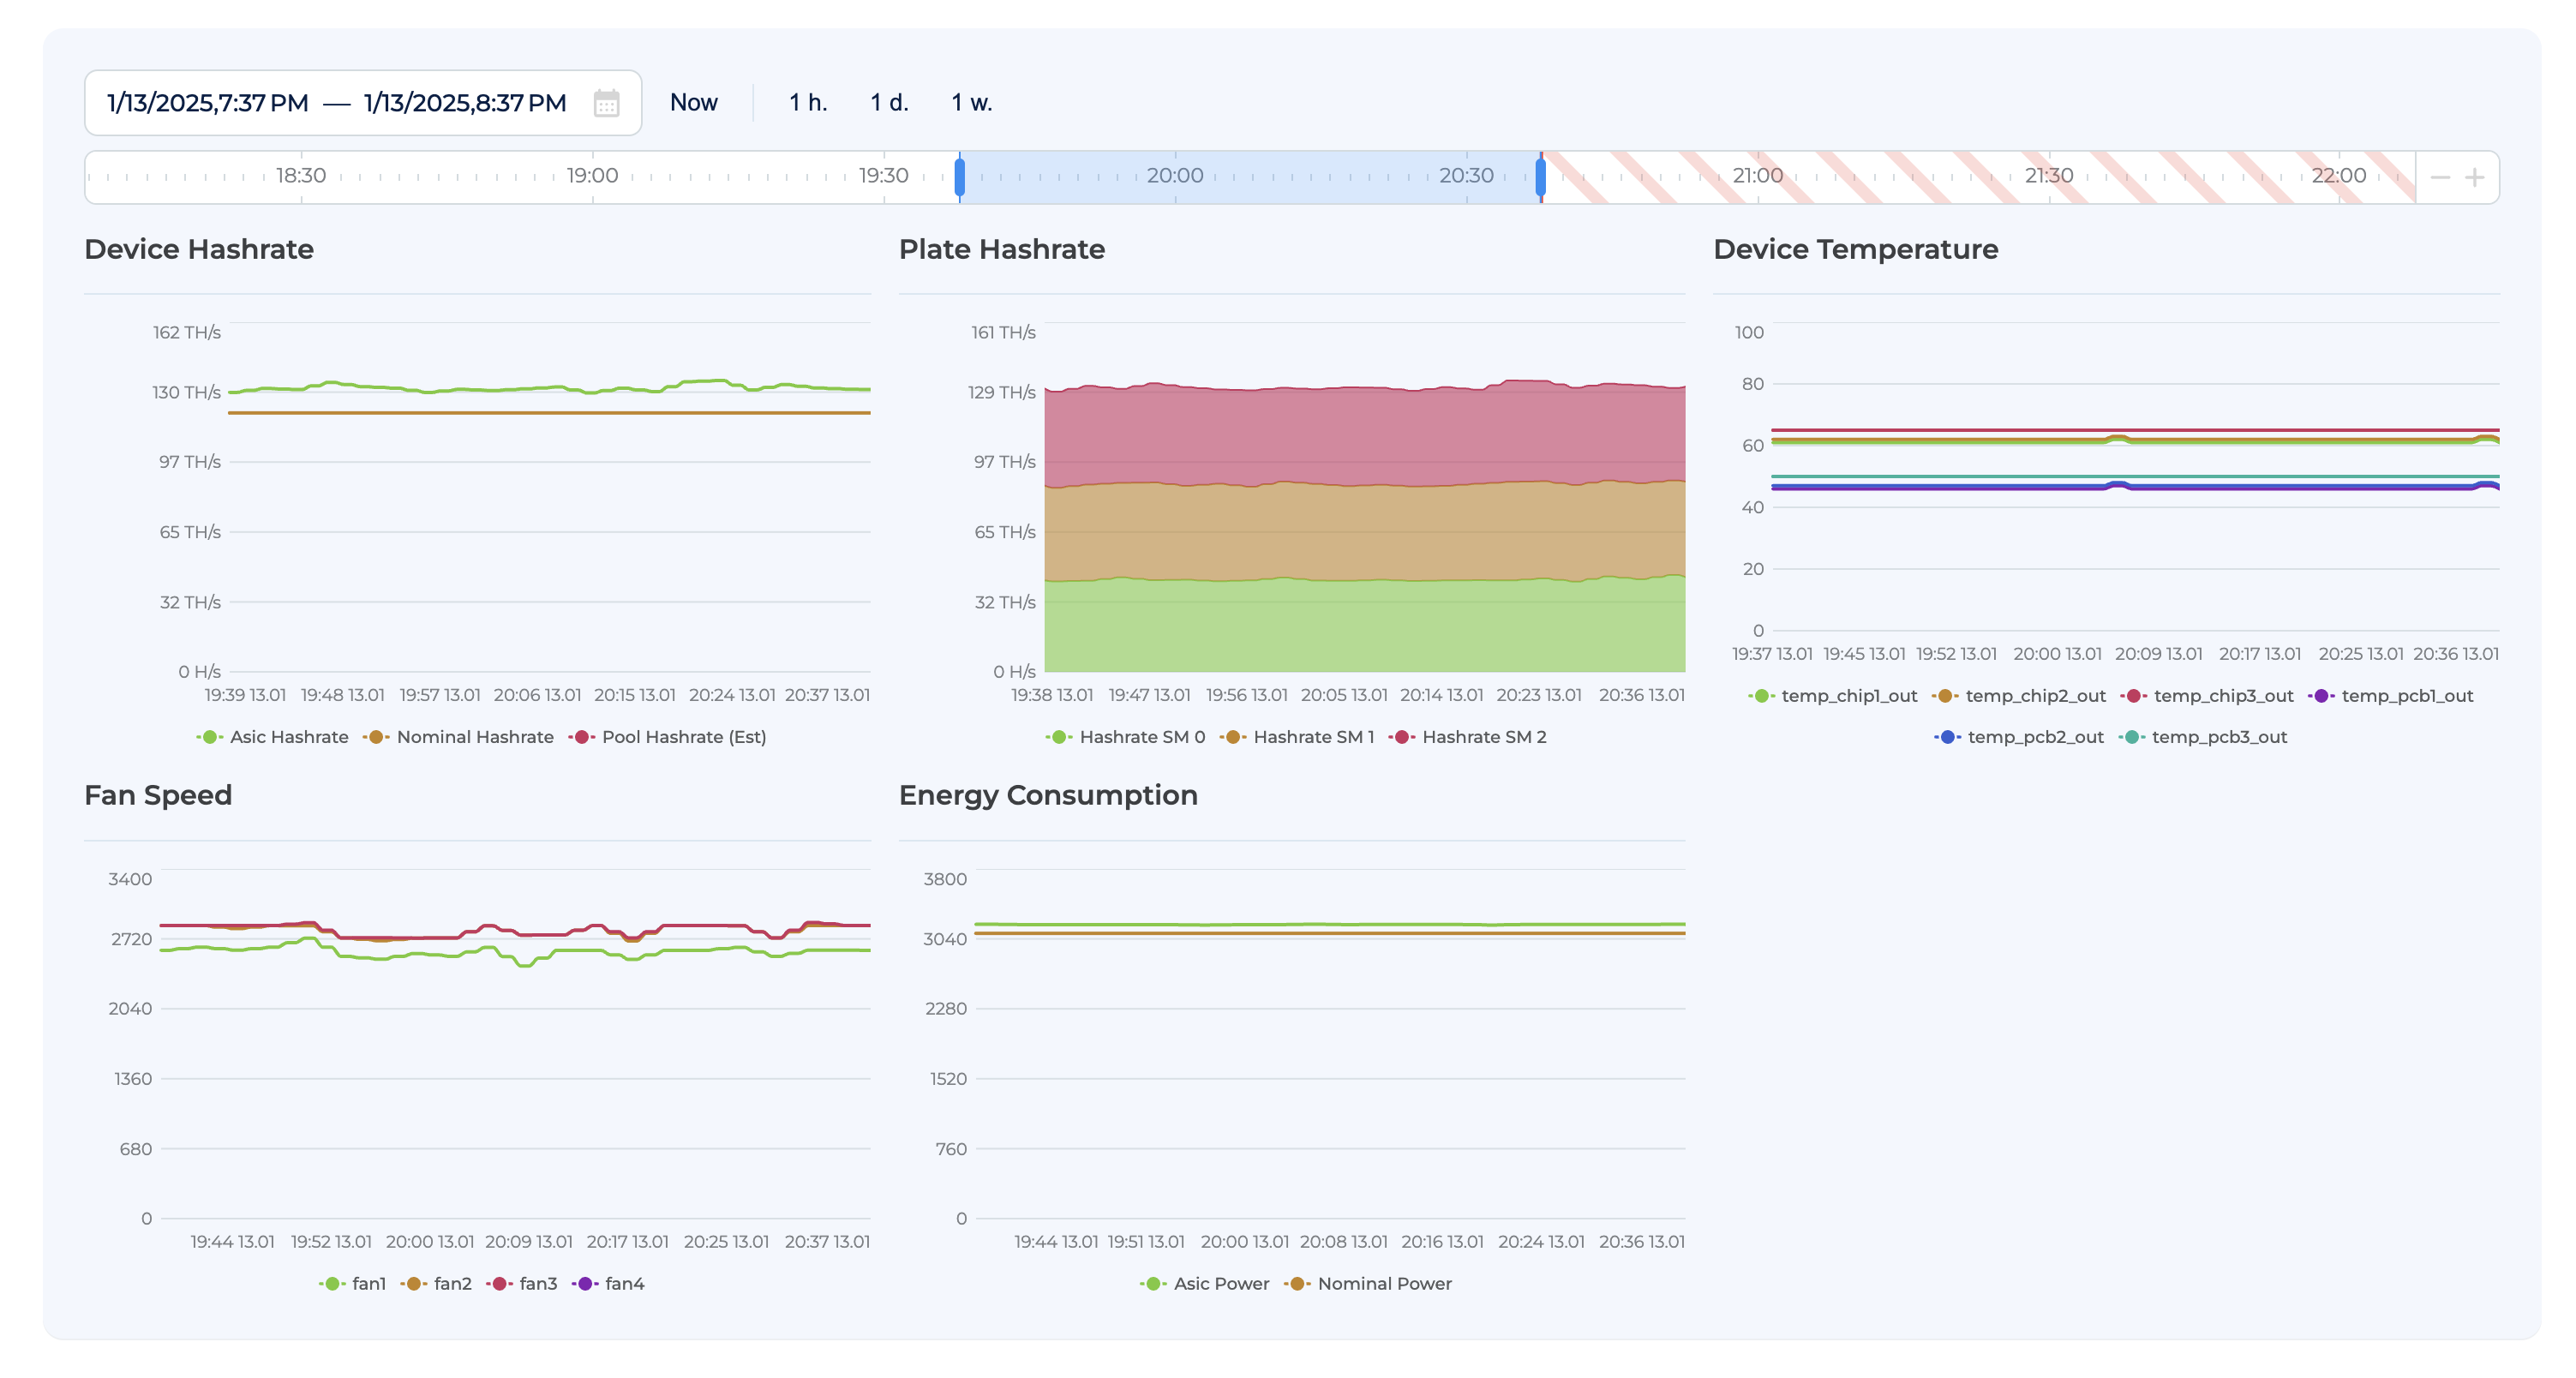 1/13/2025,7:37 PM — 1/13/2025,8:37 PM Now 1 h. 1 d. 1 w.
18:30 19:00 19:30 20:00 20:30 21:00 21:30 22:00 − +
Device Hashrate
162 TH/s
130 TH/s
97 TH/s
65 TH/s
32 TH/s
0 H/s
19:39 13.01 19:48 13.01 19:57 13.01 20:06 13.01 20:15 13.01 20:24 13.01 20:37 13.01
Asic Hashrate Nominal Hashrate Pool Hashrate (Est)
Plate Hashrate
161 TH/s
129 TH/s
97 TH/s
65 TH/s
32 TH/s
0 H/s
19:38 13.01 19:47 13.01 19:56 13.01 20:05 13.01 20:14 13.01 20:23 13.01 20:36 13.01
Hashrate SM 0 Hashrate SM 1 Hashrate SM 2
Device Temperature
100
80
60
40
20
0
19:37 13.01 19:45 13.01 19:52 13.01 20:00 13.01 20:09 13.01 20:17 13.01 20:25 13.01 20:36 13.01
temp_chip1_out temp_chip2_out temp_chip3_out temp_pcb1_out
temp_pcb2_out temp_pcb3_out
Fan Speed
3400
2720
2040
1360
680
0
19:44 13.01 19:52 13.01 20:00 13.01 20:09 13.01 20:17 13.01 20:25 13.01 20:37 13.01
fan1 fan2 fan3 fan4
Energy Consumption
3800
3040
2280
1520
760
0
19:44 13.01 19:51 13.01 20:00 13.01 20:08 13.01 20:16 13.01 20:24 13.01 20:36 13.01
Asic Power Nominal Power